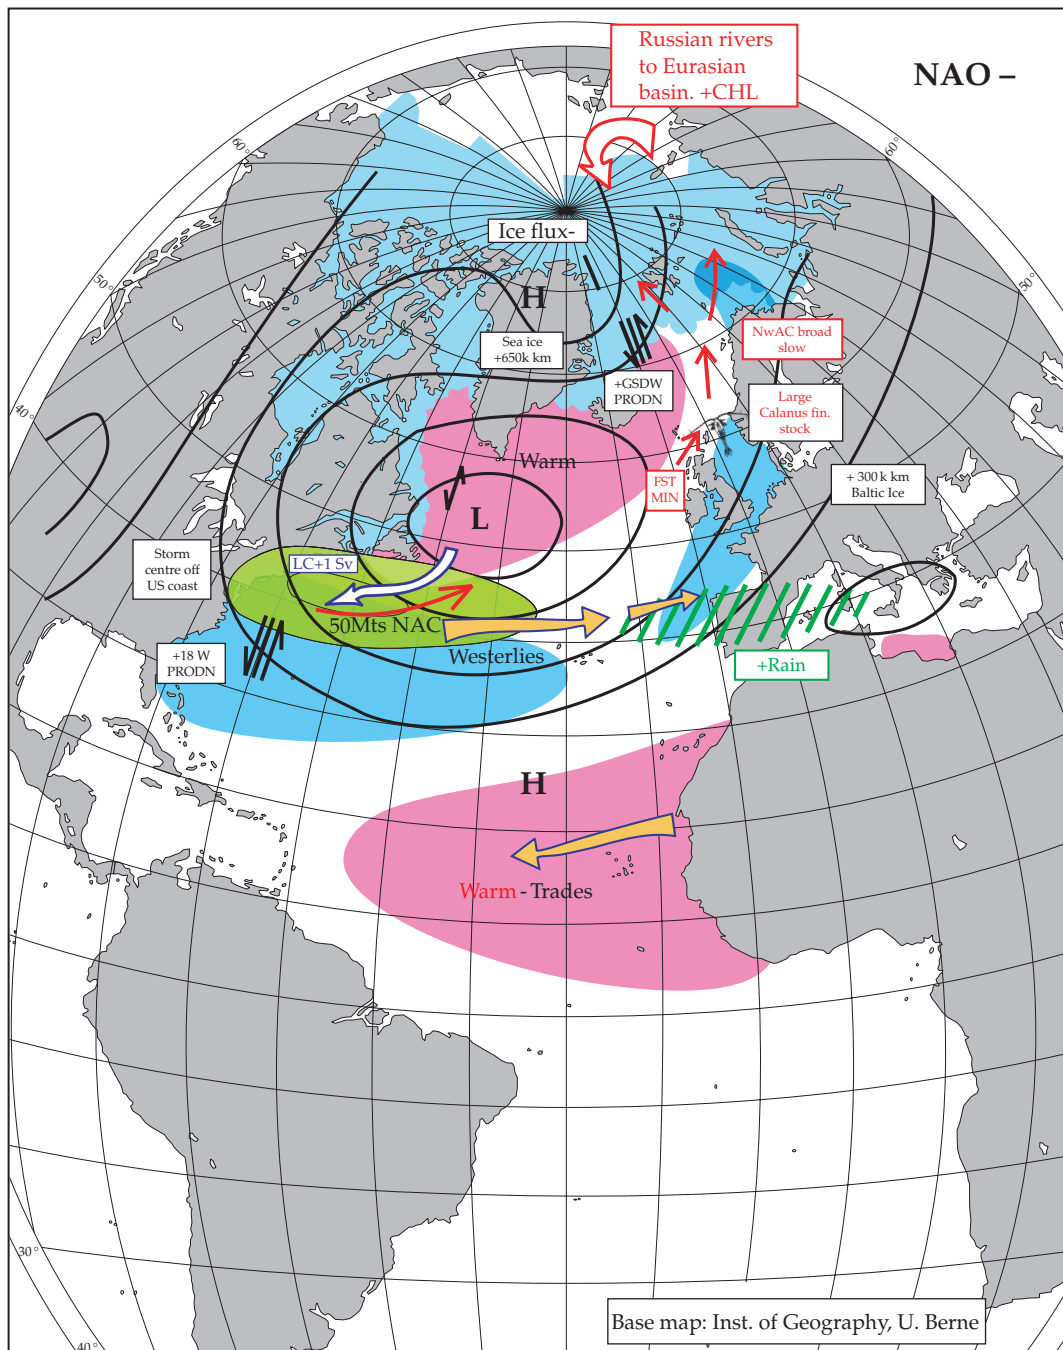 Russian rivers
to Eurasian
basin. +CHL
NAO –
60°
60°
Ice flux-
50°
50°
H
Sea ice
+650k km
NwAC broad
slow
+GSDW
PRODN
Large
Calanus fin.
stock
40°
40°
Warm
FST
MIN
+ 300k km
Baltic Ice
L
Storm
centre off
US coast
LC+1 Sv
50Mts NAC
Westerlies
+18 W
PRODN
+Rain
H
Warm - Trades
30°
30°
40°
Base map: Inst. of Geography, U. Berne